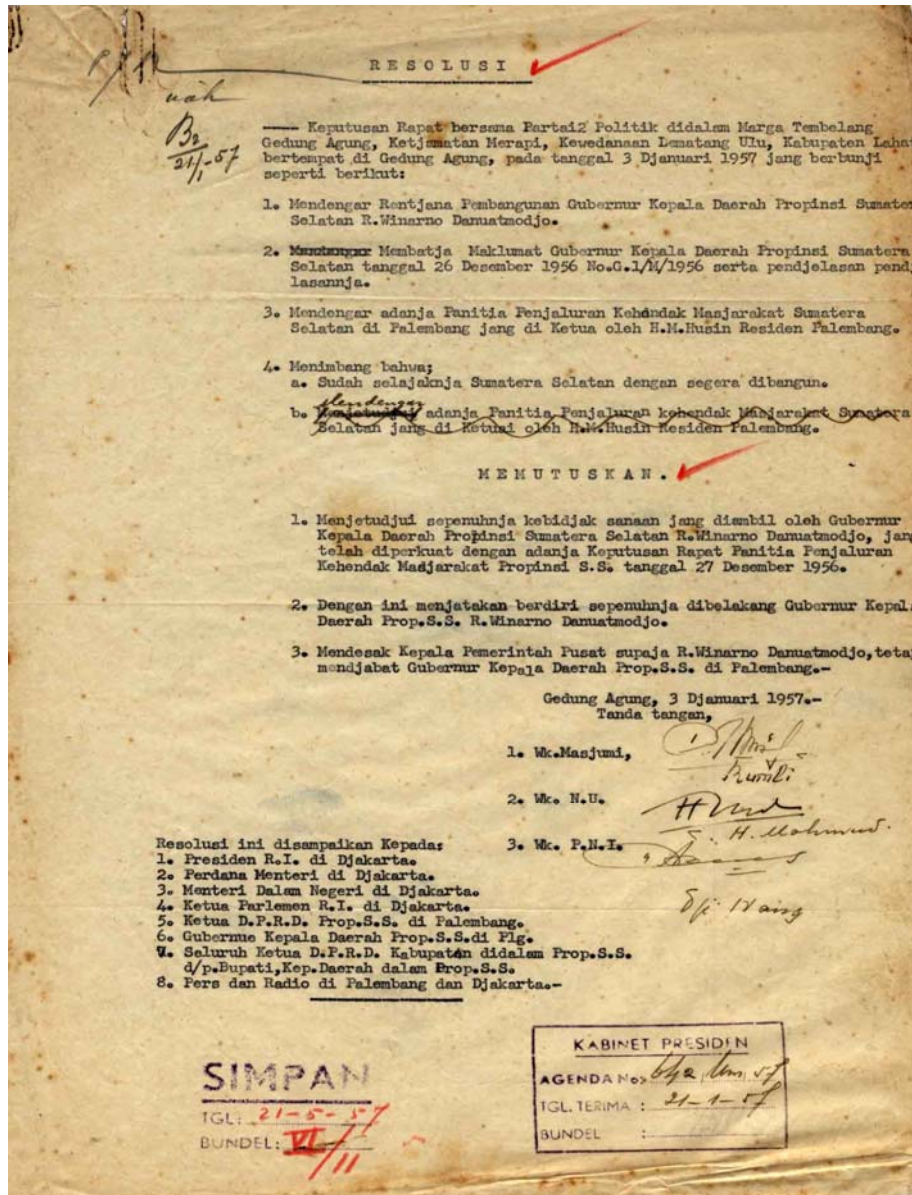 RESOLUSI
uah
B2
21/1-57
—— Keputusan Rapat bersama Partai2 Politik didalam Marga Tembelang
Gedung Agung, Ketjamatan Merapi, Kewedanaan Lematang Ulu, Kabupaten Laha
bertempat di Gedung Agung, pada tanggal 3 Djanuari 1957 jang berbunji
seperti berikut:
1. Mendengar Rentjana Pembangunan Gubernur Kepala Daerah Propinsi Sumater
Selatan R.Winarno Danuatmodjo.
2. Membatja Maklumat Gubernur Kepala Daerah Propinsi Sumatera
Selatan tanggal 26 Desember 1956 No.G.1/M/1956 serta pendjelasan pendj
lasannja.
3. Mendengar adanja Panitia Penjaluran Kehendak Masjarakat Sumatera
Selatan di Palembang jang di Ketua oleh H.M.Husin Residen Palembang.
4. Menimbang bahwa;
a. Sudah selajaknja Sumatera Selatan dengan segera dibangun.
Mendengar
b. adanja Panitia Penjaluran kehendak Masjarakat Sumatera
Selatan jang di Ketuai oleh H.M.Husin Residen Palembang.
MEMUTUSKAN.
1. Menjetudjui sepenuhnja kebidjak sanaan jang diambil oleh Gubernur
Kepala Daerah Propinsi Sumatera Selatan R.Winarno Danuatmodjo, jang
telah diperkuat dengan adanja Keputusan Rapat Panitia Penjaluran
Kehendak Madjarakat Propinsi S.S. tanggal 27 Desember 1956.
2. Dengan ini menjatakan berdiri sepenuhnja dibelakang Gubernur Kepala
Daerah Prop.S.S. R.Winarno Danuatmodjo.
3. Mendesak Kepala Pemerintah Pusat supaja R.Winarno Danuatmodjo,teta
mendjabat Gubernur Kepala Daerah Prop.S.S. di Palembang.-
Gedung Agung, 3 Djanuari 1957.-
Tanda tangan,
1. Wk.Masjumi,
2. Wk. N.U.
H. Mahmud.
3. Wk. P.N.I.
Resolusi ini disampaikan Kepada:
1. Presiden R.I. di Djakarta.
2. Perdana Menteri di Djakarta.
3. Menteri Dalam Negeri di Djakarta.
4. Ketua Parlemen R.I. di Djakarta.
5. Ketua D.P.R.D. Prop.S.S. di Palembang.
6. Gubernue Kepala Daerah Prop.S.S.di Plg.
7. Seluruh Ketua D.P.R.D. Kabupatén didalam Prop.S.S.
d/p.Bupati,Kep.Daerah dalam Prop.S.S.
8. Pers dan Radio di Palembang dan Djakarta.-
SIMPAN
TGL: 21-5-57
BUNDEL: VI/11
KABINET PRESIDEN
AGENDA No:
TGL. TERIMA : 21-1-57
BUNDEL :